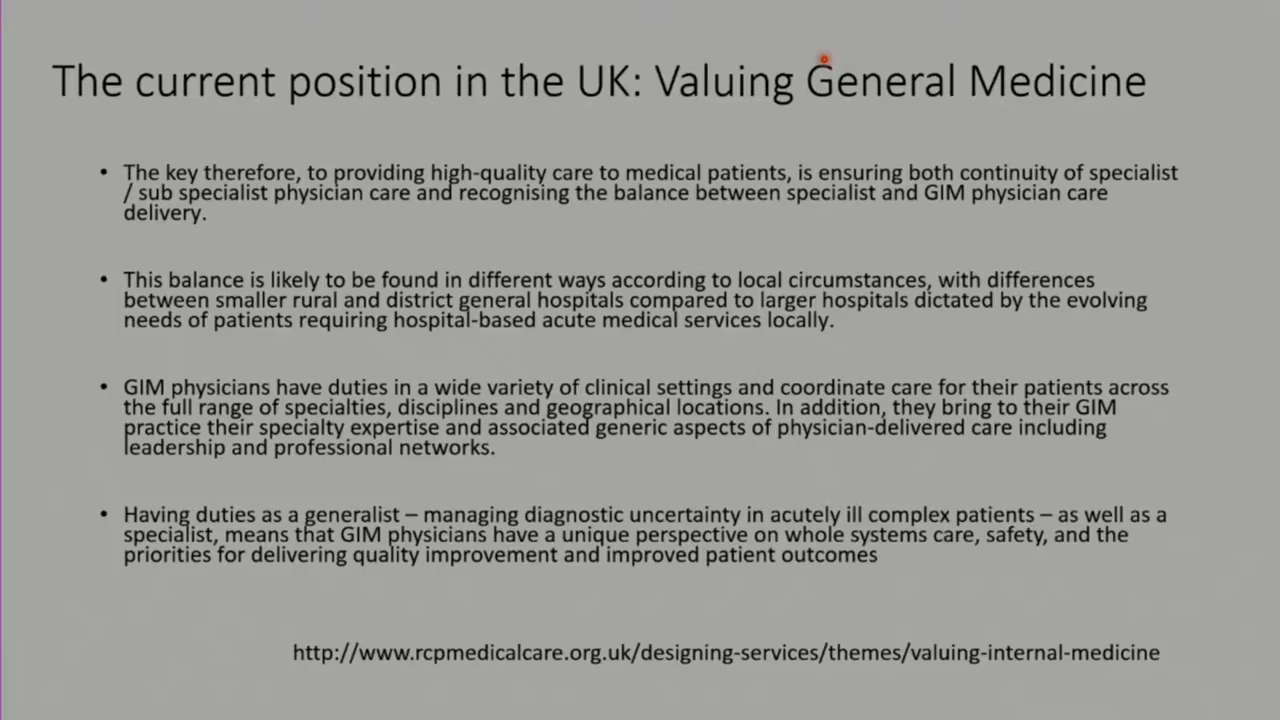 The current position in the UK: Valuing General Medicine
• The key therefore, to providing high-quality care to medical patients, is ensuring both continuity of specialist
/ sub specialist physician care and recognising the balance between specialist and GIM physician care
delivery.
• This balance is likely to be found in different ways according to local circumstances, with differences
between smaller rural and district general hospitals compared to larger hospitals dictated by the evolving
needs of patients requiring hospital-based acute medical services locally.
• GIM physicians have duties in a wide variety of clinical settings and coordinate care for their patients across
the full range of specialties, disciplines and geographical locations. In addition, they bring to their GIM
practice their specialty expertise and associated generic aspects of physician-delivered care including
leadership and professional networks.
• Having duties as a generalist – managing diagnostic uncertainty in acutely ill complex patients – as well as a
specialist, means that GIM physicians have a unique perspective on whole systems care, safety, and the
priorities for delivering quality improvement and improved patient outcomes
http://www.rcpmedicalcare.org.uk/designing-services/themes/valuing-internal-medicine